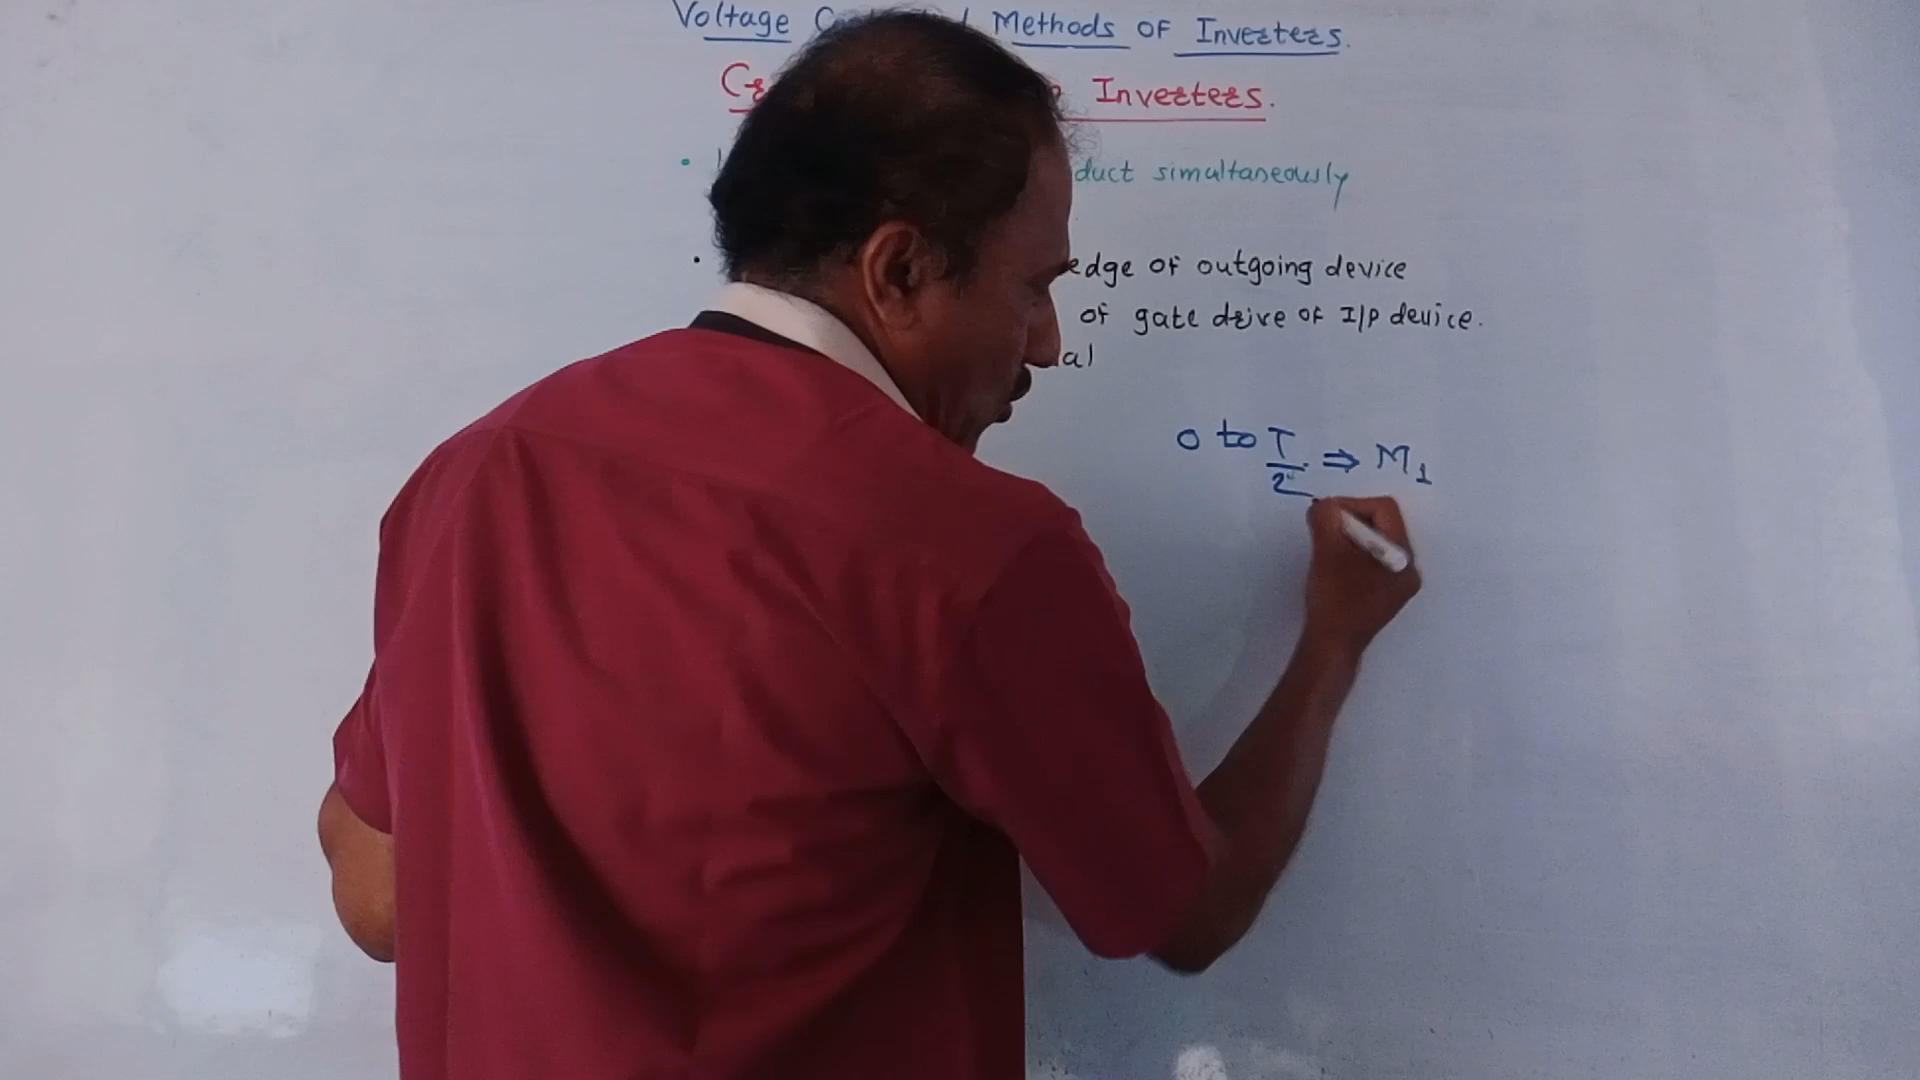 Voltage Methods of Inverters.
Inverters.
duct simultaneously
edge of outgoing device
of gate drive of I/P device.
al
0 to T/2 ⇒ M1